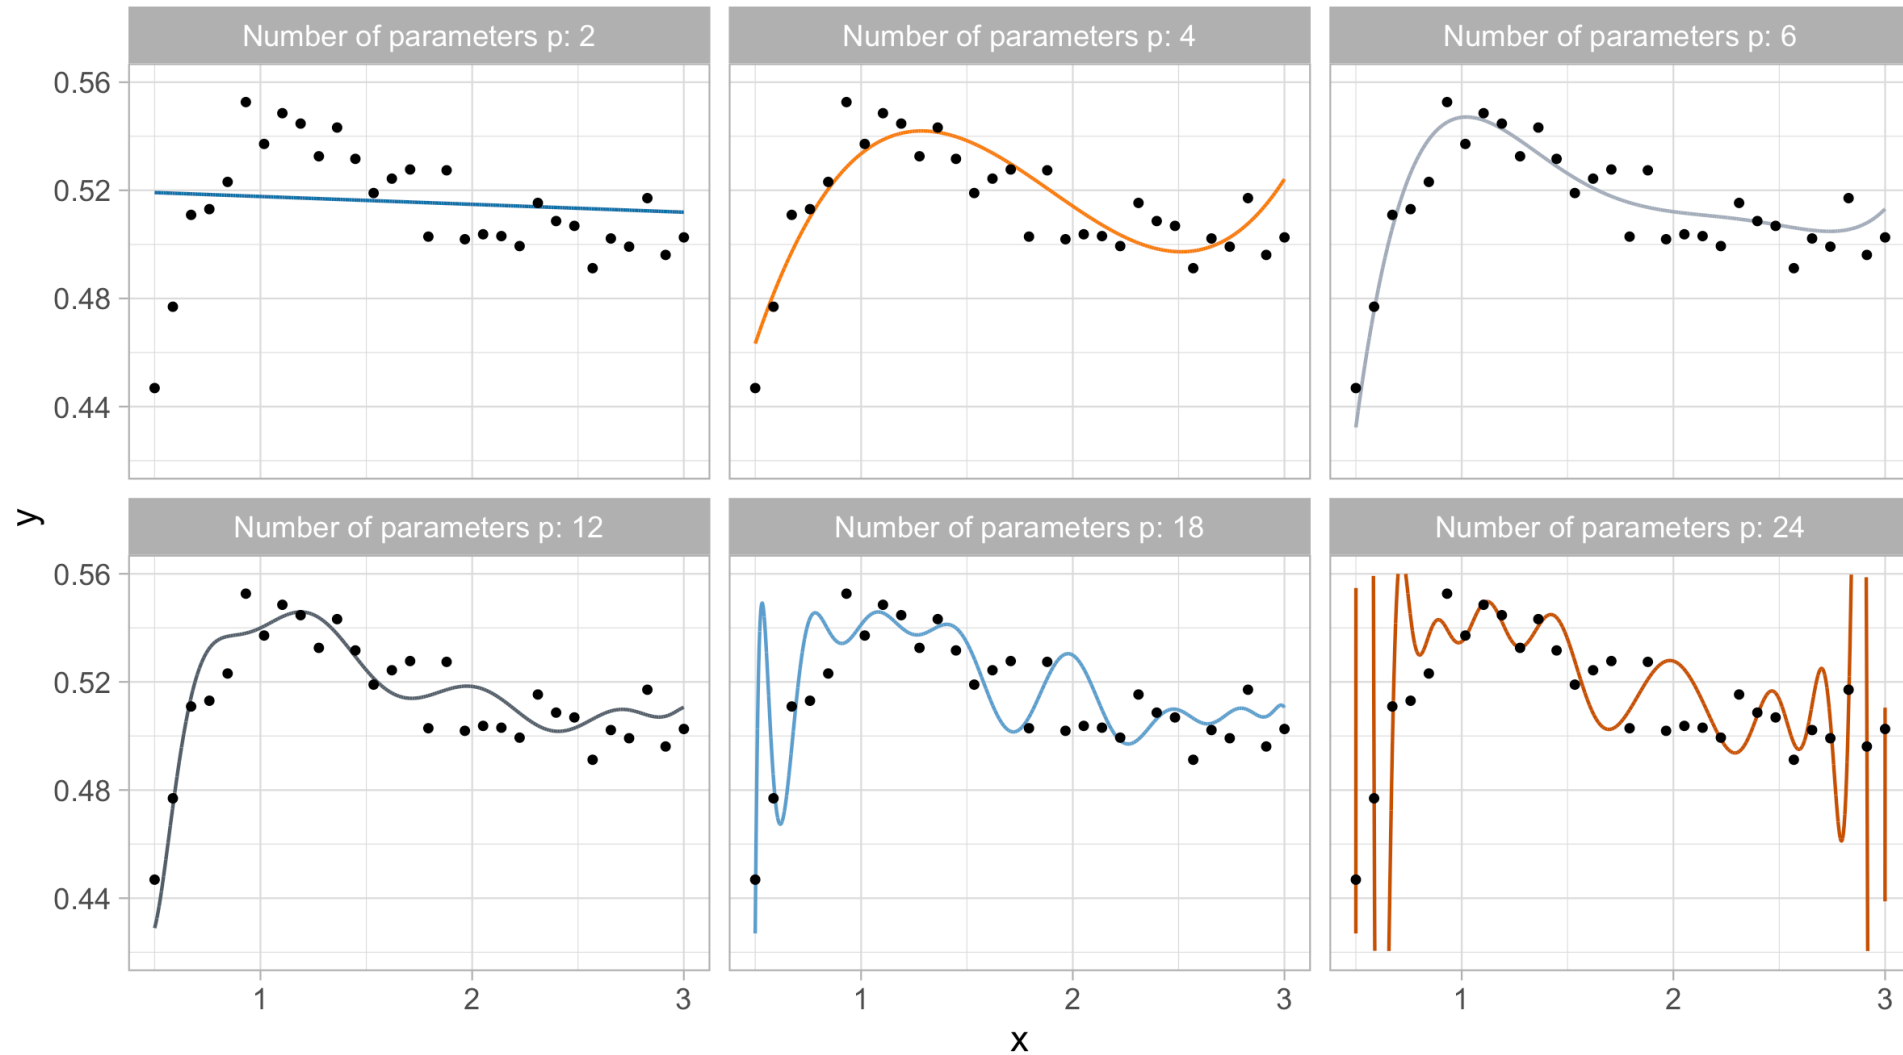 Number of parameters p: 2
Number of parameters p: 4
Number of parameters p: 6
0.56
0.52
0.48
0.44
Number of parameters p: 12
Number of parameters p: 18
Number of parameters p: 24
y
0.56
0.52
0.48
0.44
1 2 3
1 2 3
1 2 3
x